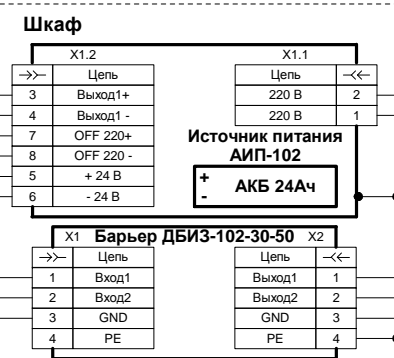 Шкаф
X1.2 X1.1
Цепь Цепь
3 Выход1+ 220 В 2
4 Выход1 - 220 В 1
7 OFF 220+ Источник питания
8 OFF 220 - АИП-102
5 + 24 В + АКБ 24Ач
6 - 24 В -
X1 Барьер ДБИЗ-102-30-50 X2
Цепь Цепь
1 Вход1 Выход1 1
2 Вход2 Выход2 2
3 GND GND 3
4 PE PE 4